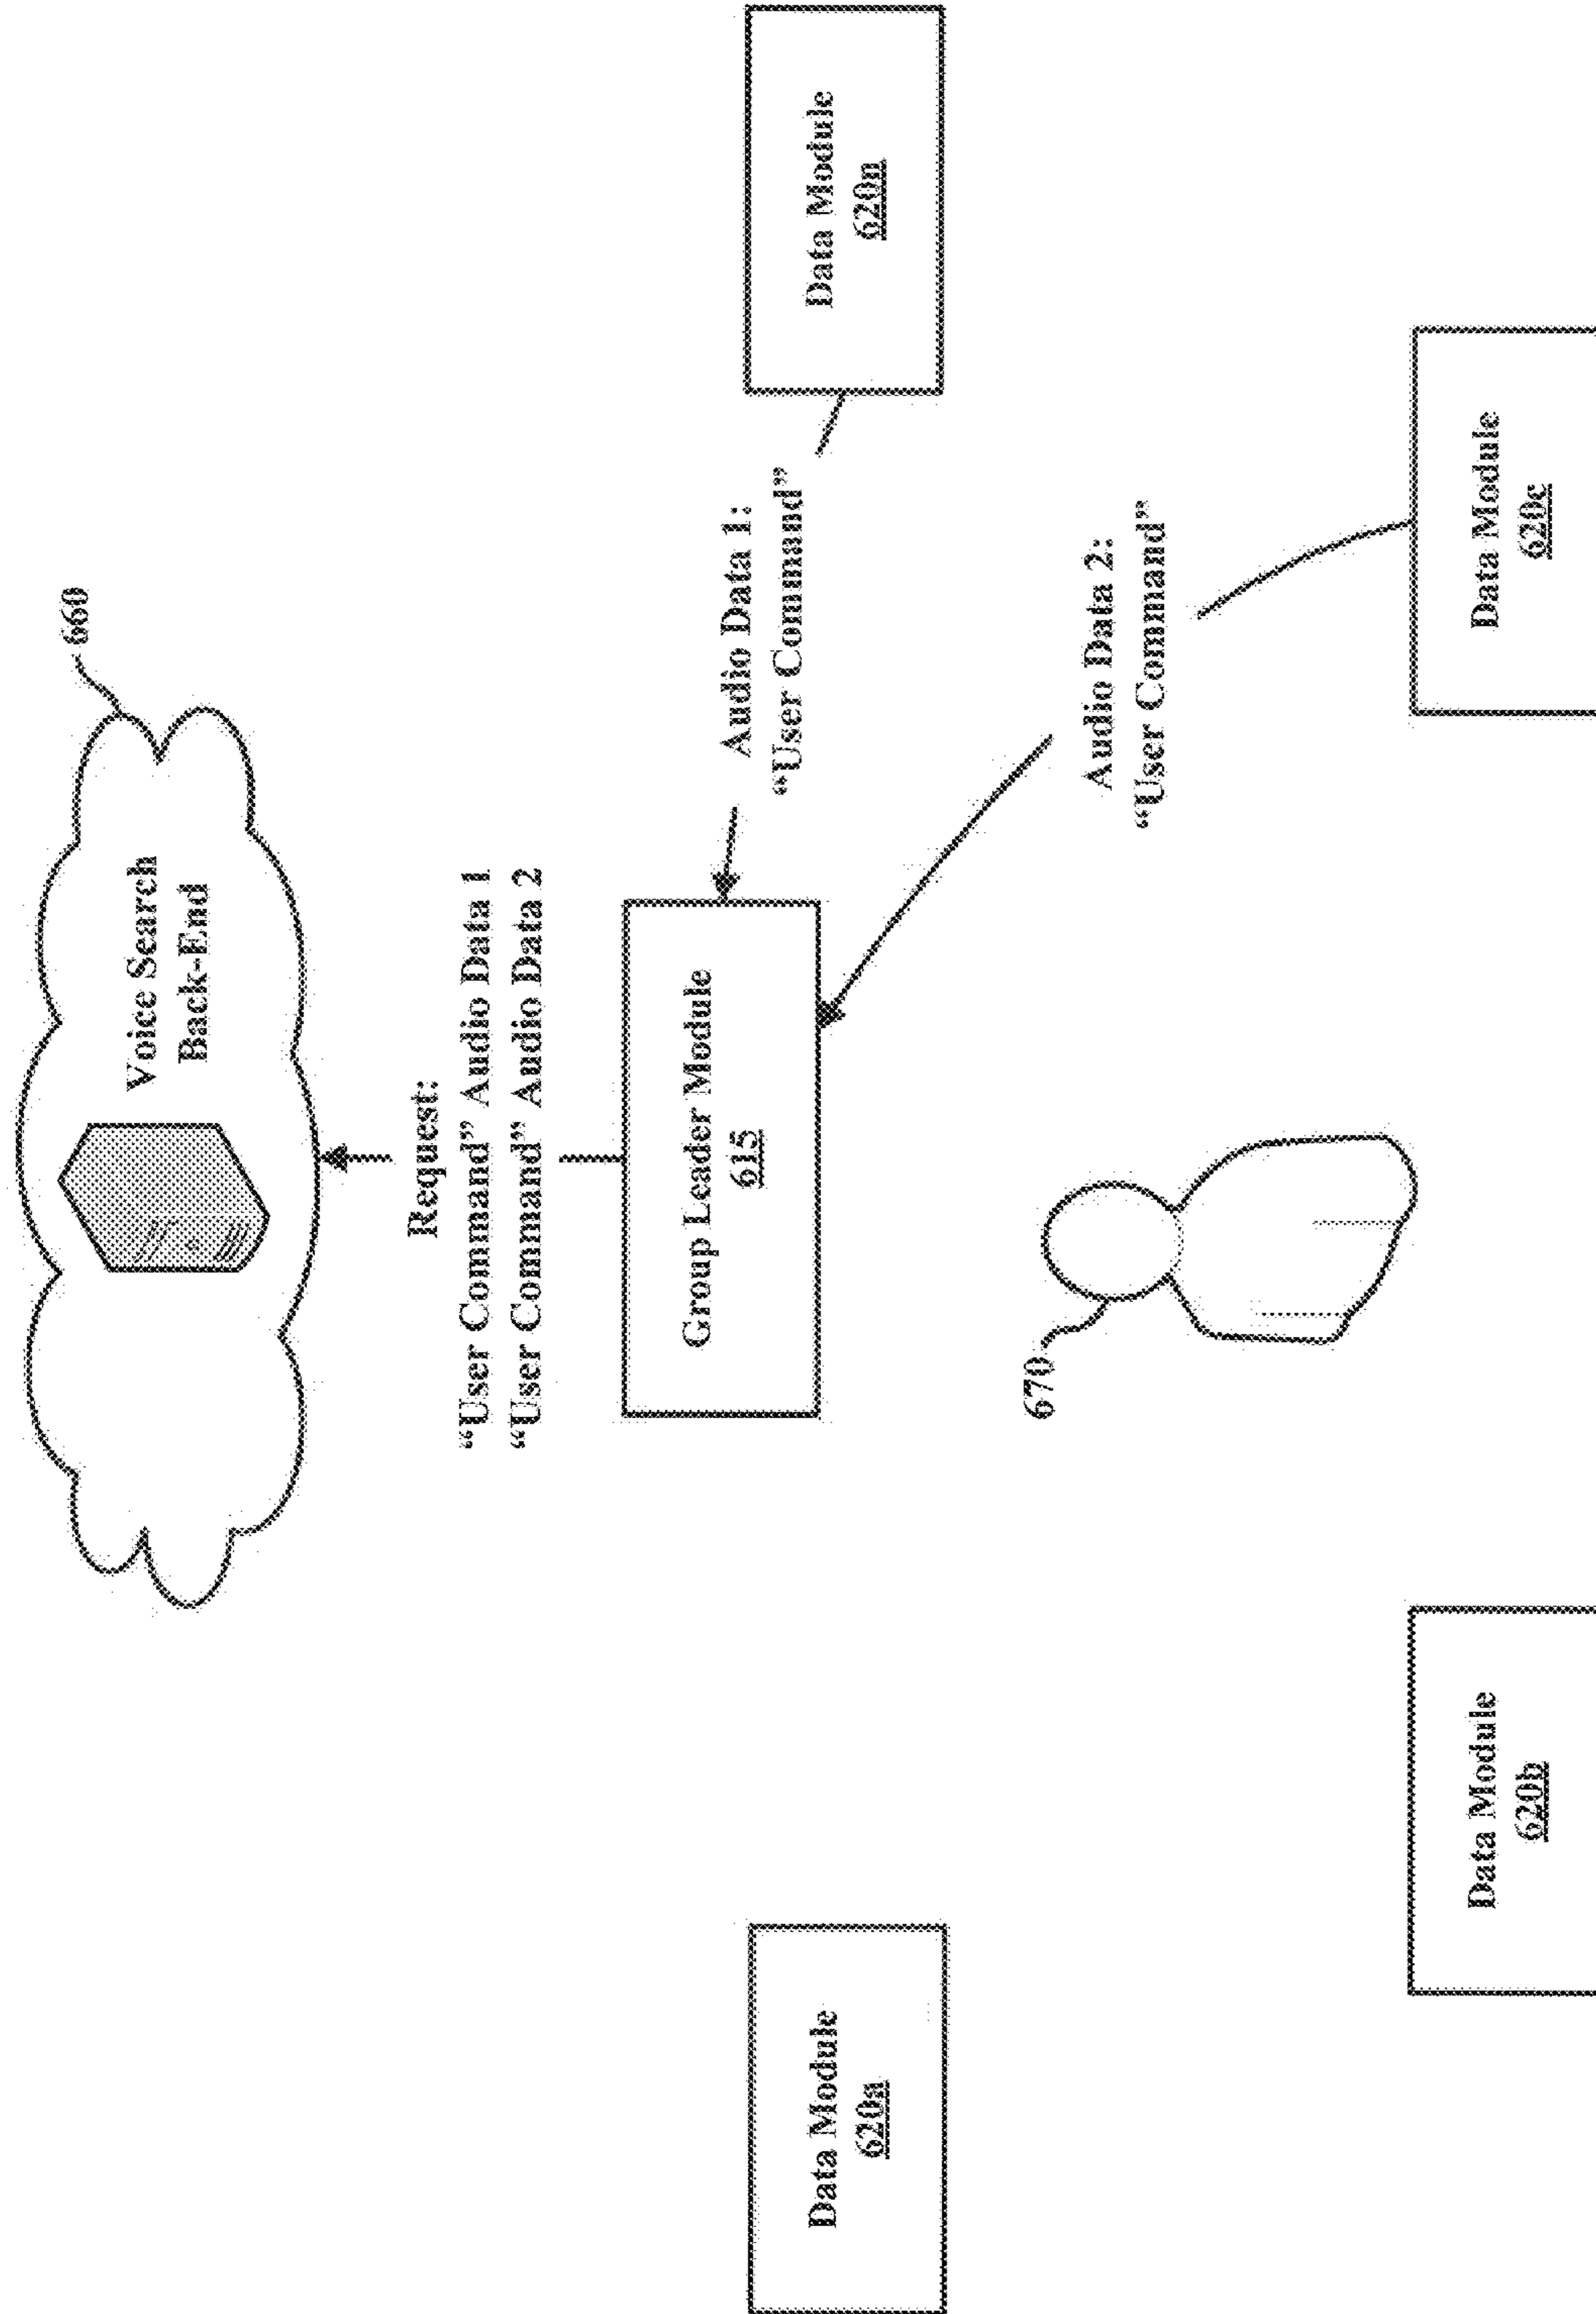 660
Voice Search
Back-End
Request:
“User Command” Audio Data 1
“User Command” Audio Data 2
Group Leader Module
615
Audio Data 1:
“User Command”
Data Module
620a
Data Module
620n
670
Audio Data 2:
“User Command”
Data Module
620b
Data Module
620c